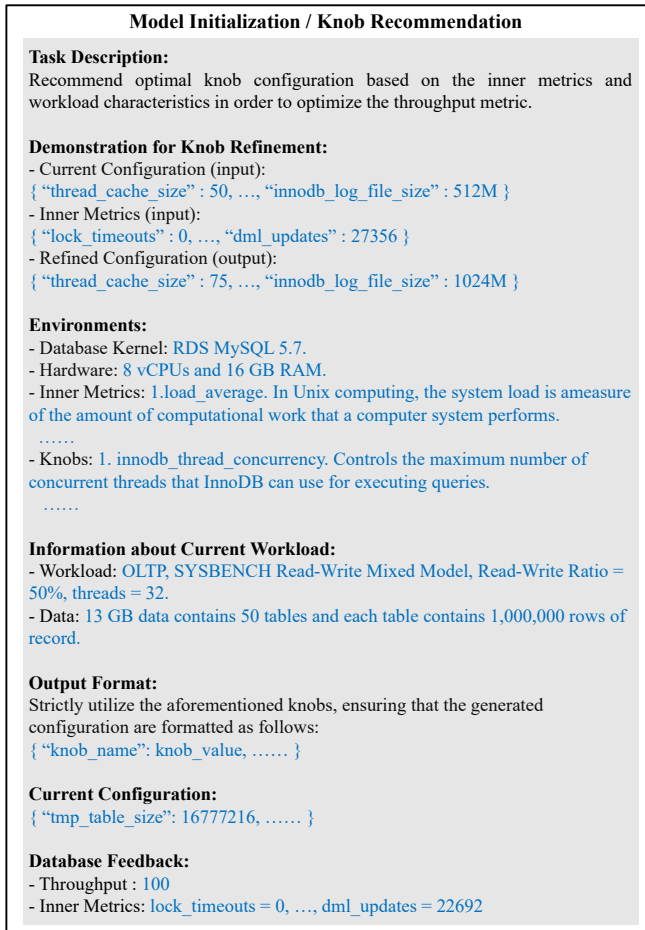 Model Initialization / Knob Recommendation
Task Description:
Recommend optimal knob configuration based on the inner metrics and
workload characteristics in order to optimize the throughput metric.
Demonstration for Knob Refinement:
- Current Configuration (input):
{ “thread_cache_size” : 50, …, “innodb_log_file_size” : 512M }
- Inner Metrics (input):
{ “lock_timeouts” : 0, …, “dml_updates” : 27356 }
- Refined Configuration (output):
{ “thread_cache_size” : 75, …, “innodb_log_file_size” : 1024M }
Environments:
- Database Kernel: RDS MySQL 5.7.
- Hardware: 8 vCPUs and 16 GB RAM.
- Inner Metrics: 1.load_average. In Unix computing, the system load is ameasure
of the amount of computational work that a computer system performs.
……
- Knobs: 1. innodb_thread_concurrency. Controls the maximum number of
concurrent threads that InnoDB can use for executing queries.
……
Information about Current Workload:
- Workload: OLTP, SYSBENCH Read-Write Mixed Model, Read-Write Ratio =
50%, threads = 32.
- Data: 13 GB data contains 50 tables and each table contains 1,000,000 rows of
record.
Output Format:
Strictly utilize the aforementioned knobs, ensuring that the generated
configuration are formatted as follows:
{ “knob_name”: knob_value, …… }
Current Configuration:
{ “tmp_table_size”: 16777216, …… }
Database Feedback:
- Throughput : 100
- Inner Metrics: lock_timeouts = 0, …, dml_updates = 22692